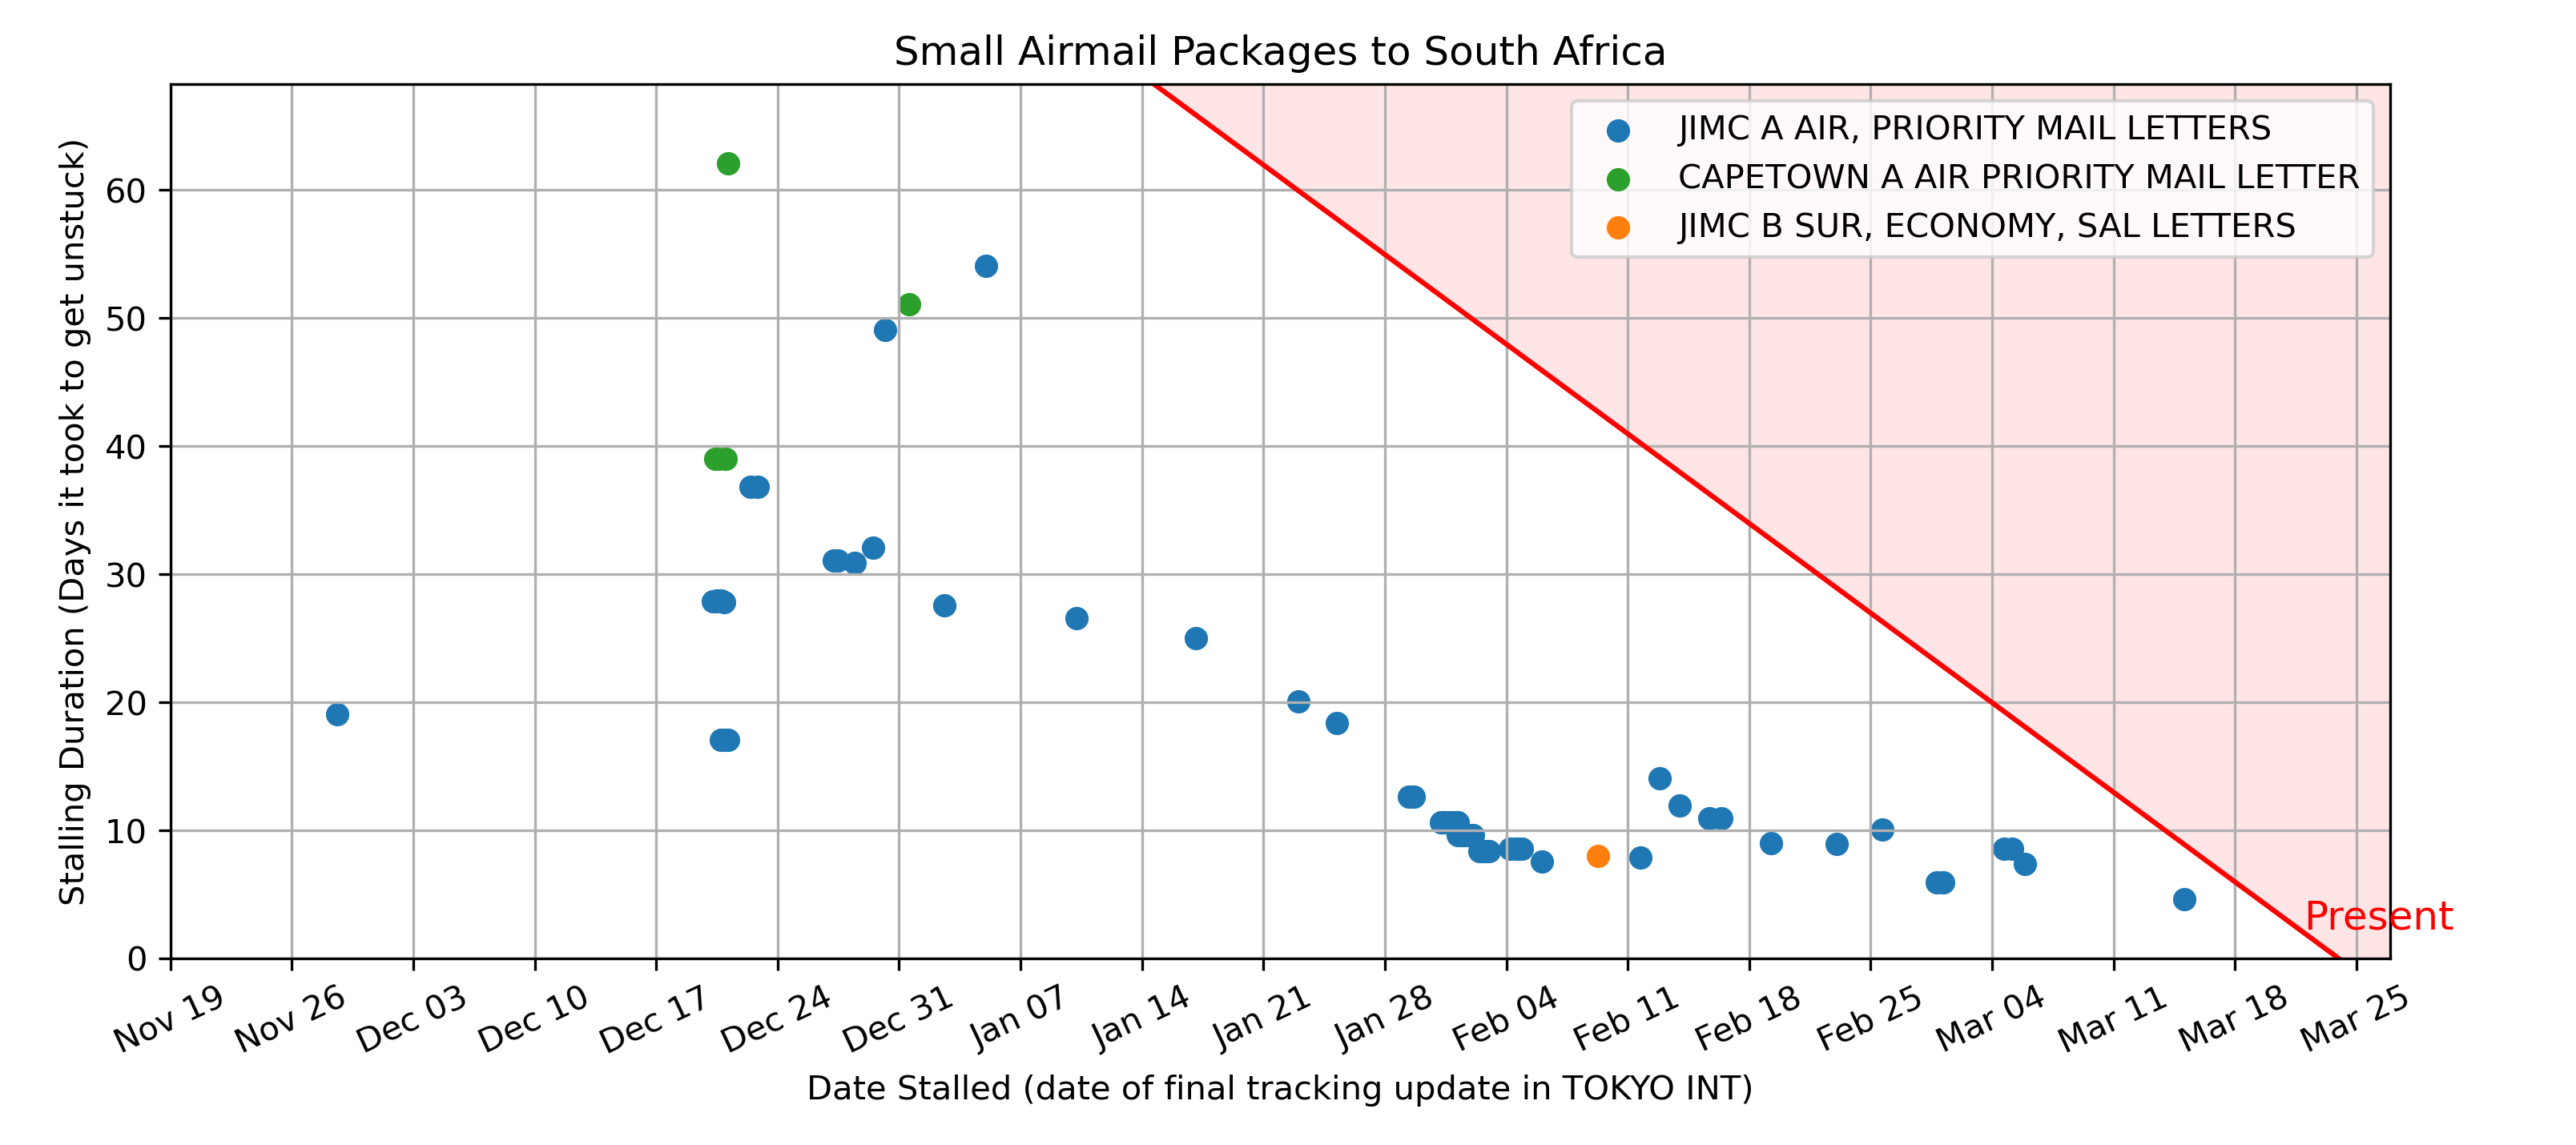 Small Airmail Packages to South Africa
JIMC A AIR, PRIORITY MAIL LETTERS
CAPETOWN A AIR PRIORITY MAIL LETTER
JIMC B SUR, ECONOMY, SAL LETTERS
Stalling Duration (Days it took to get unstuck)
60
50
40
30
20
10
0
Present
Nov 19
Nov 26
Dec 03
Dec 10
Dec 17
Dec 24
Dec 31
Jan 07
Jan 14
Jan 21
Jan 28
Feb 04
Feb 11
Feb 18
Feb 25
Mar 04
Mar 11
Mar 18
Mar 25
Date Stalled (date of final tracking update in TOKYO INT)